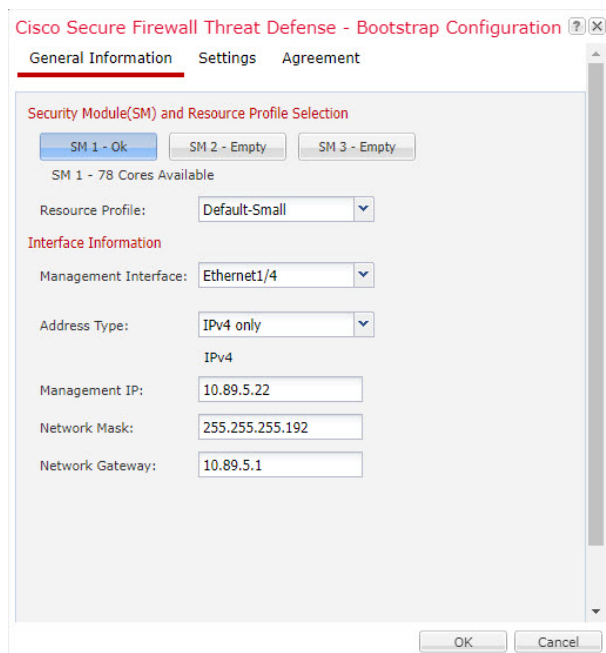 Cisco Secure Firewall Threat Defense - Bootstrap Configuration ? X
General Information Settings Agreement
Security Module(SM) and Resource Profile Selection
SM 1 - Ok SM 2 - Empty SM 3 - Empty
SM 1 - 78 Cores Available
Resource Profile: Default-Small
Interface Information
Management Interface: Ethernet1/4
Address Type: IPv4 only
IPv4
Management IP: 10.89.5.22
Network Mask: 255.255.255.192
Network Gateway: 10.89.5.1
OK Cancel